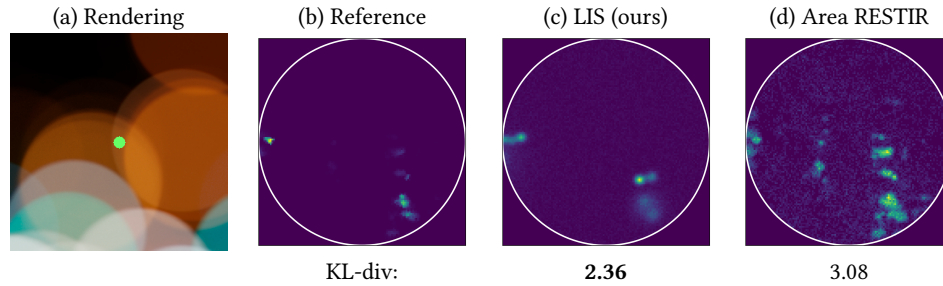 (a) Rendering (b) Reference (c) LIS (ours) (d) Area RESTIR
KL-div: 2.36 3.08